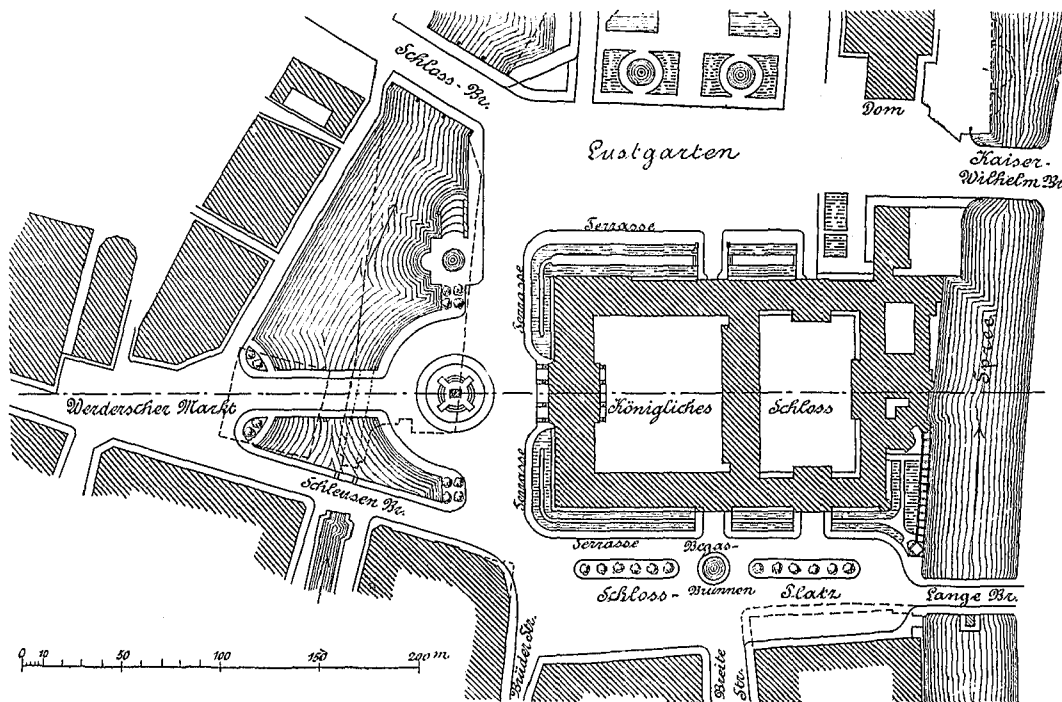 Schloss-Br.
Dom
Lustgarten
Kaiser-
Wilhelm Br.
Terrasse
Terrasse
Spree
Werderscher Markt
Königliches
Schloss
Terrasse
Schleusen Br.
Terrasse
Begas-
Brunnen
Schloss-
Platz
Lange Br.
Brüder Str.
Breite
Str.
0 10 50 100 150 200 m.